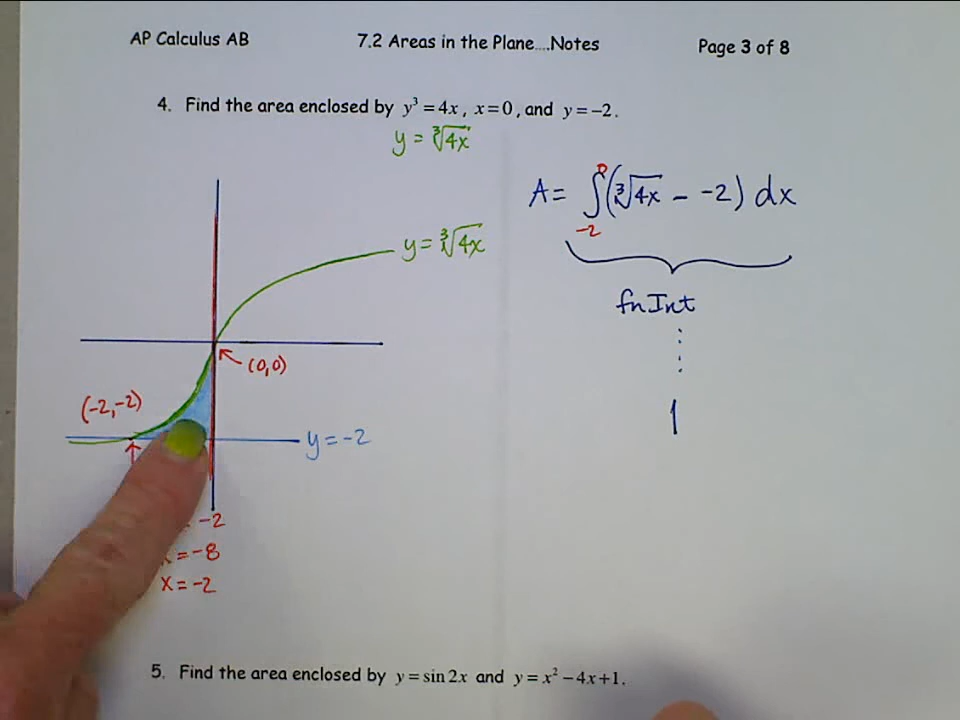 AP Calculus AB 7.2 Areas in the Plane....Notes Page 3 of 8
4. Find the area enclosed by y³ = 4x, x = 0, and y = −2.
y = ∛4x
A = ∫₋₂⁰ (∛4x − −2) dx
y = ∛4x
fnInt
(0,0)
(-2,-2)
1
y = -2
-2
= -8
x = -2
5. Find the area enclosed by y = sin 2x and y = x² − 4x + 1.